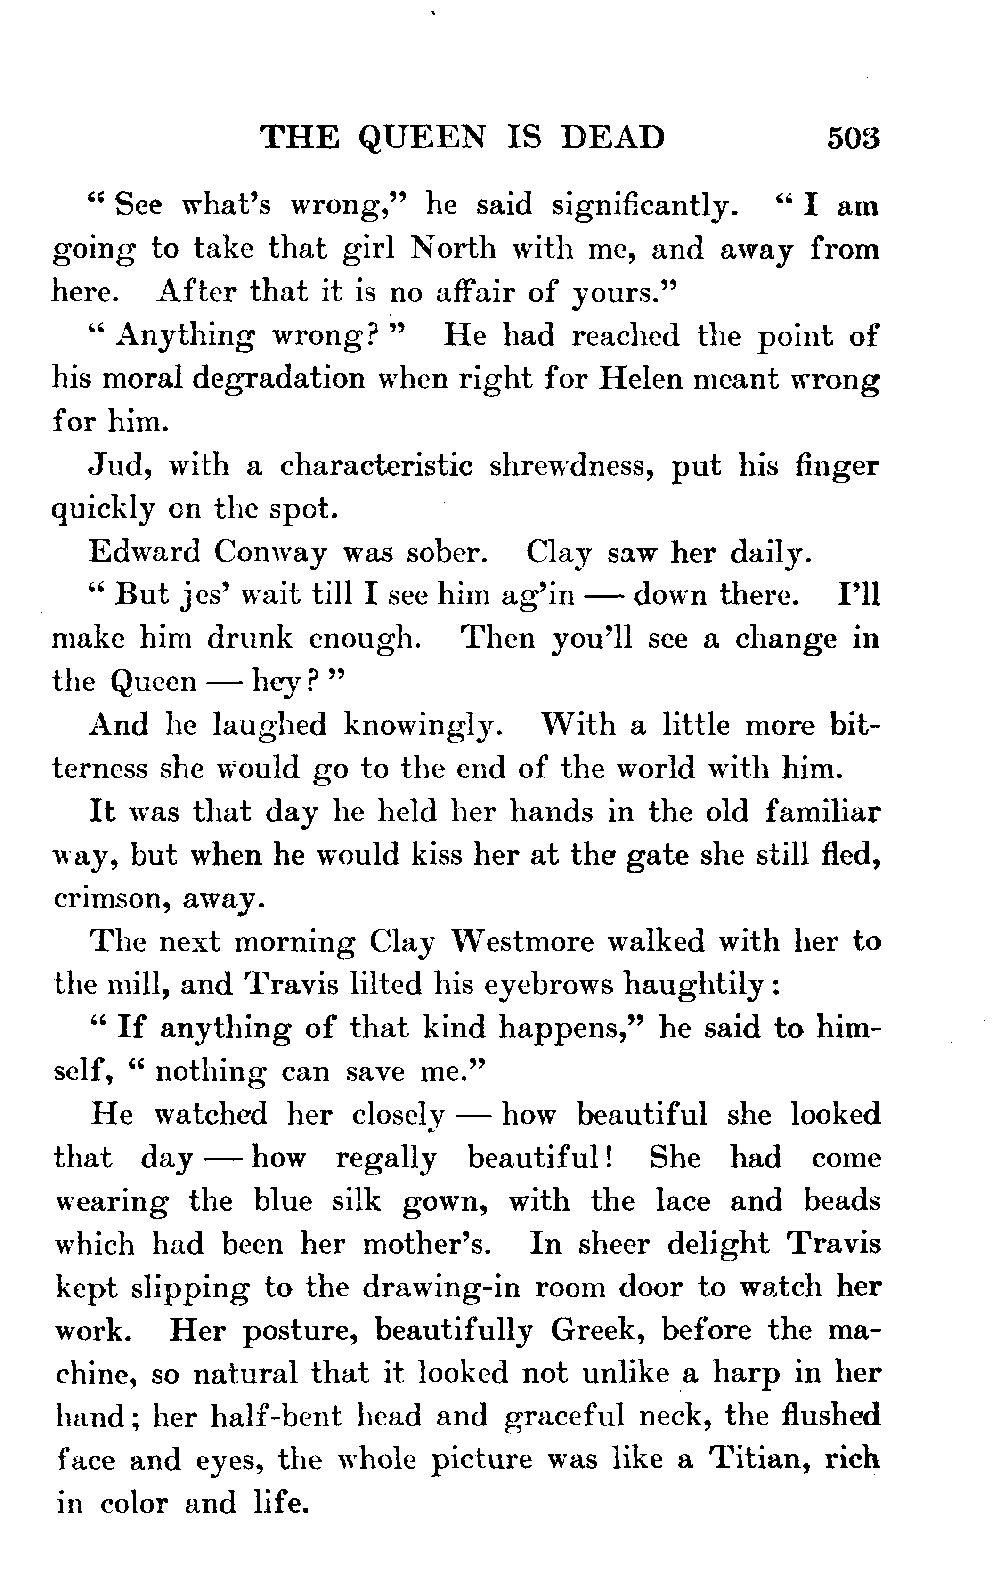 THE QUEEN IS DEAD 503
“ See what’s wrong,” he said significantly. “ I am
going to take that girl North with me, and away from
here. After that it is no affair of yours.”
“ Anything wrong? ” He had reached the point of
his moral degradation when right for Helen meant wrong
for him.
Jud, with a characteristic shrewdness, put his finger
quickly on the spot.
Edward Conway was sober. Clay saw her daily.
“ But jes’ wait till I see him ag’in — down there. I’ll
make him drunk enough. Then you’ll see a change in
the Queen — hey? ”
And he laughed knowingly. With a little more bit-
terness she would go to the end of the world with him.
It was that day he held her hands in the old familiar
way, but when he would kiss her at the gate she still fled,
crimson, away.
The next morning Clay Westmore walked with her to
the mill, and Travis lilted his eyebrows haughtily :
“ If anything of that kind happens,” he said to him-
self, “ nothing can save me.”
He watched her closely — how beautiful she looked
that day — how regally beautiful! She had come
wearing the blue silk gown, with the lace and beads
which had been her mother’s. In sheer delight Travis
kept slipping to the drawing-in room door to watch her
work. Her posture, beautifully Greek, before the ma-
chine, so natural that it looked not unlike a harp in her
hand ; her half-bent head and graceful neck, the flushed
face and eyes, the whole picture was like a Titian, rich
in color and life.